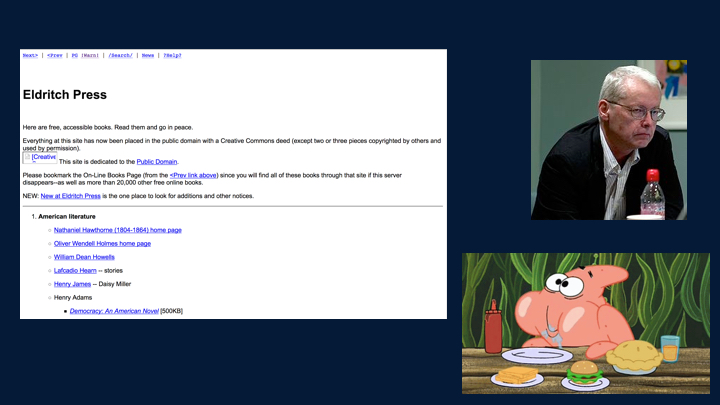 Next> | <Prev | PG |Warn| | /Search/ | News | ?Help?
Eldritch Press
Here are free, accessible books. Read them and go in peace.
Everything at this site has now been placed in the public domain with a Creative Commons deed (except two or three pieces copyrighted by others and
used by permission).
[Creative This site is dedicated to the Public Domain.
Please bookmark the On-Line Books Page (from the <Prev link above) since you will find all of these books through that site if this server
disappears--as well as more than 20,000 other free online books.
NEW: New at Eldritch Press is the one place to look for additions and other notices.
1. American literature
○ Nathaniel Hawthorne (1804-1864) home page
○ Oliver Wendell Holmes home page
○ William Dean Howells
○ Lafcadio Hearn -- stories
○ Henry James -- Daisy Miller
○ Henry Adams
■ Democracy: An American Novel [500KB]